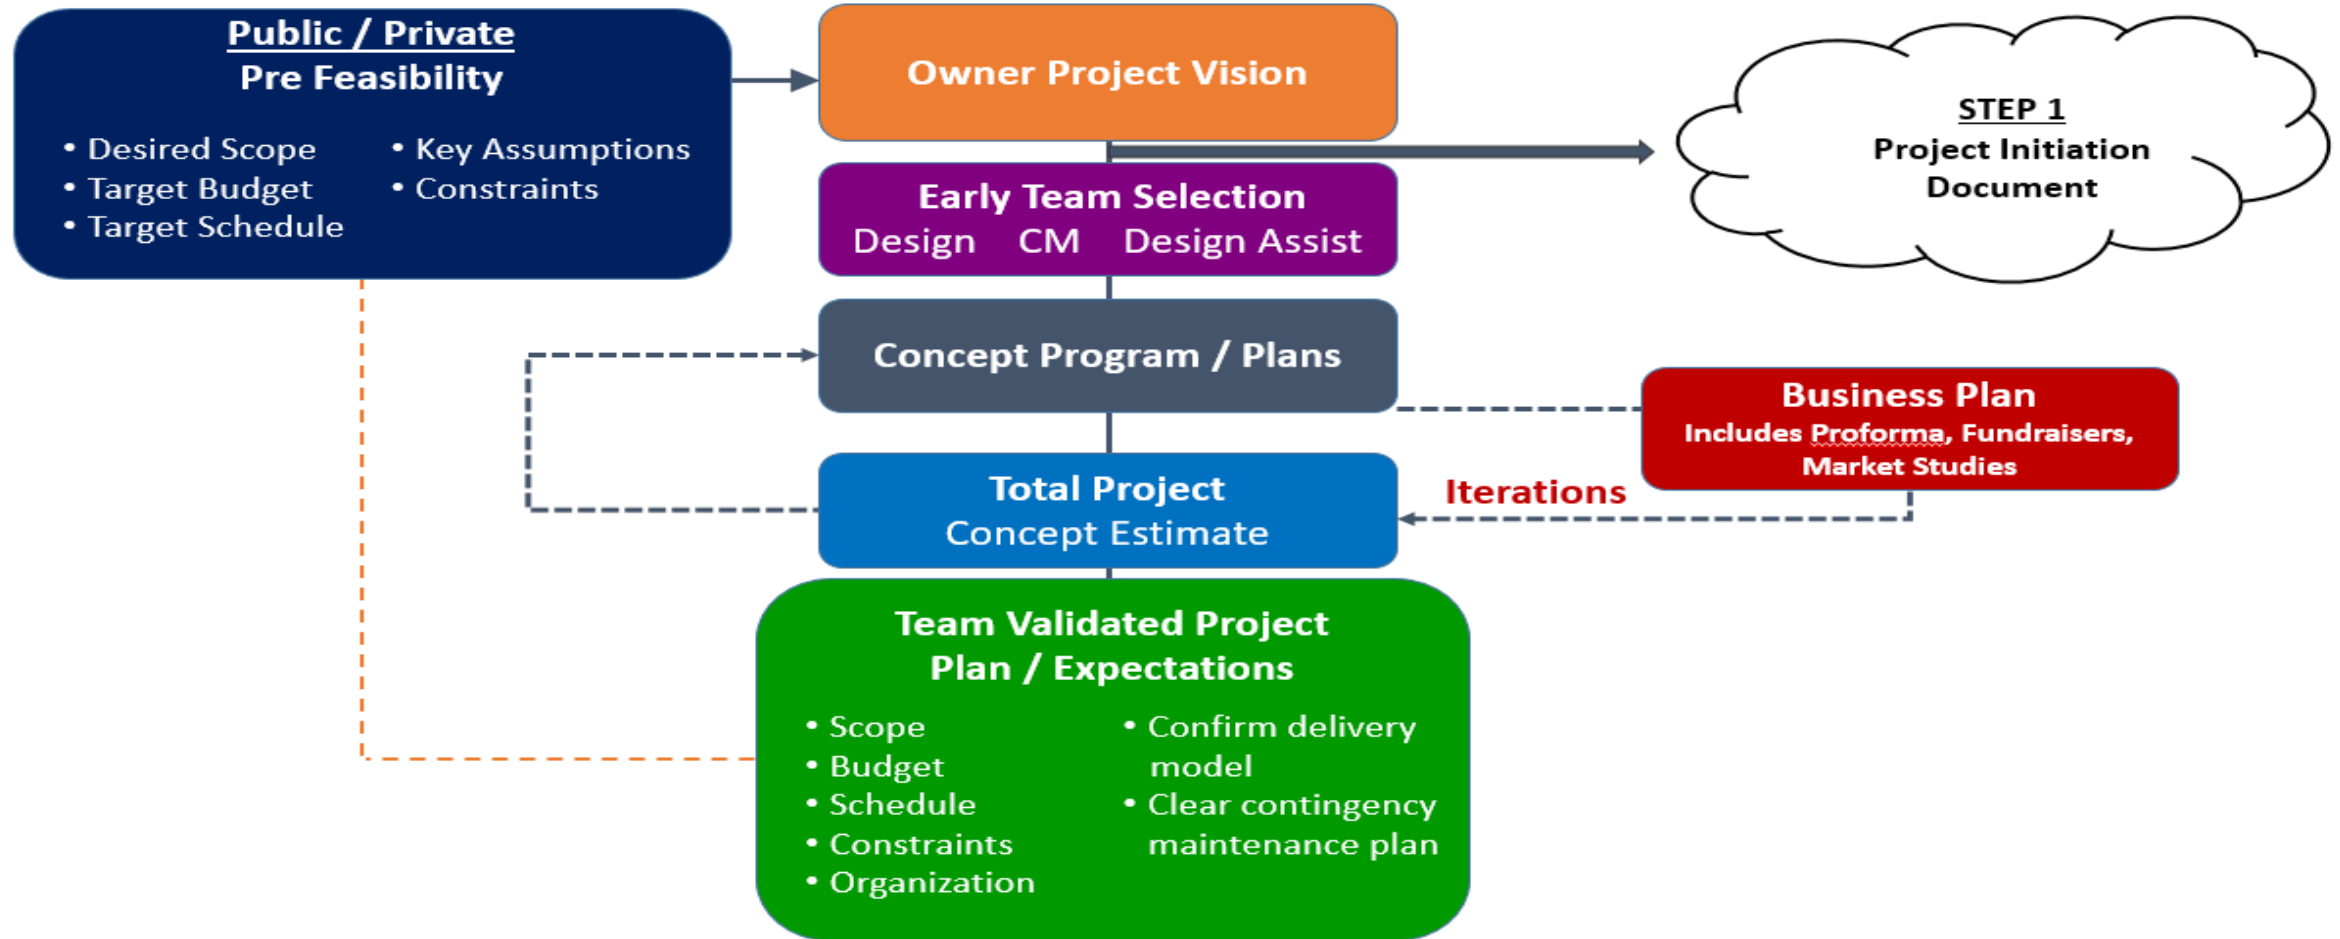 Public / Private
Pre Feasibility
• Desired Scope
• Target Budget
• Target Schedule
• Key Assumptions
• Constraints
Owner Project Vision
STEP 1
Project Initiation
Document
Early Team Selection
Design CM Design Assist
Concept Program / Plans
Business Plan
Includes Proforma, Fundraisers,
Market Studies
Iterations
Total Project
Concept Estimate
Team Validated Project
Plan / Expectations
• Scope
• Budget
• Schedule
• Constraints
• Organization
• Confirm delivery
model
• Clear contingency
maintenance plan